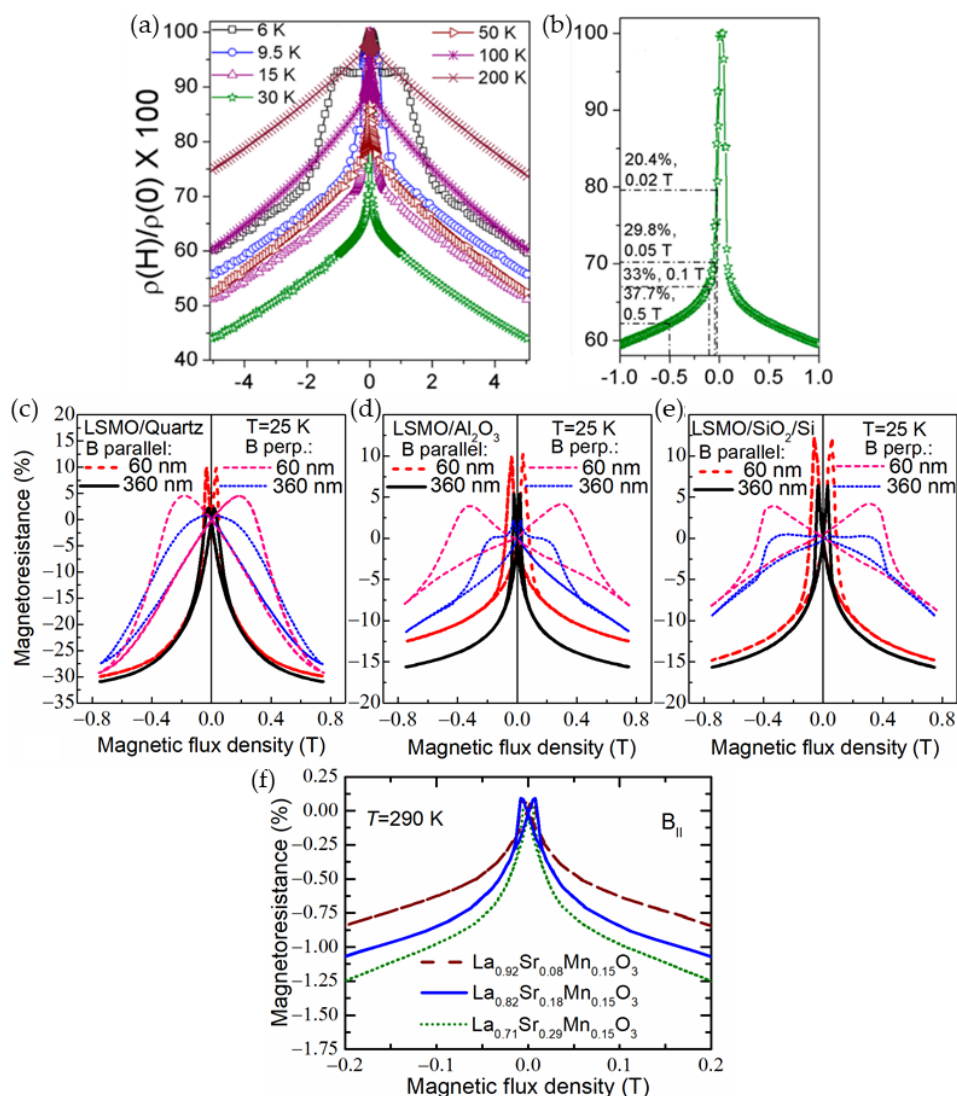 (a)
6 K
9.5 K
15 K
30 K
50 K
100 K
200 K
ρ(H)/ρ(0) X 100
100
90
80
70
60
50
40
-4 -2 0 2 4
(b)
100
90
80
70
60
20.4%,
0.02 T
29.8%,
0.05 T
33%, 0.1 T
37.7%,
0.5 T
-1.0 -0.5 0.0 0.5 1.0
(c)
LSMO/Quartz T=25 K
B parallel: B perp.:
60 nm 60 nm
360 nm 360 nm
Magnetoresistance (%)
20
15
10
5
0
−5
−10
−15
−20
−25
−30
−35
−0.8 −0.4 0.0 0.4 0.8
Magnetic flux density (T)
(d)
LSMO/Al₂O₃ T=25 K
B parallel: B perp.:
60 nm 60 nm
360 nm 360 nm
15
10
5
0
−5
−10
−15
−20
−0.8 −0.4 0.0 0.4 0.8
Magnetic flux density (T)
(e)
LSMO/SiO₂/Si T=25 K
B parallel: B perp.:
60 nm 60 nm
360 nm 360 nm
15
10
5
0
−5
−10
−15
−20
−0.8 −0.4 0.0 0.4 0.8
Magnetic flux density (T)
(f)
T=290 K B||
Magnetoresistance (%)
0.25
0.00
−0.25
−0.50
−0.75
−1.00
−1.25
−1.50
−1.75
La₀.₉₂Sr₀.₀₈Mn₀.₁₅O₃
La₀.₈₂Sr₀.₁₈Mn₀.₁₅O₃
La₀.₇₁Sr₀.₂₉Mn₀.₁₅O₃
−0.2 −0.1 0.0 0.1 0.2
Magnetic flux density (T)